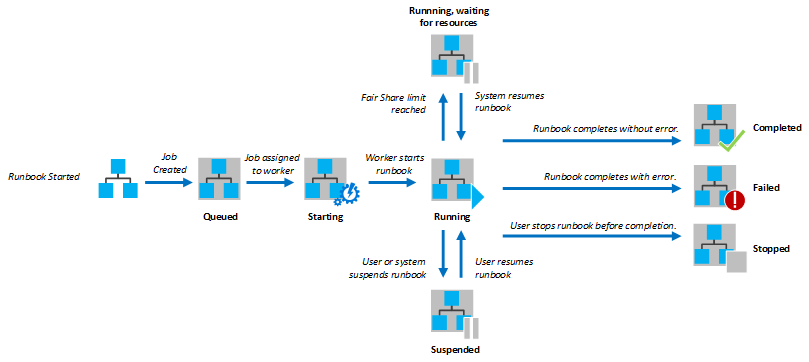 Runnning, waiting
for resources
Fair Share limit
reached
System resumes
runbook
Runbook completes without error.
Completed
Runbook Started
Job
Created
Job assigned
to worker
Worker starts
runbook
Runbook completes with error.
Queued
Starting
Running
Failed
User stops runbook before completion.
Stopped
User or system
suspends runbook
User resumes
runbook
Suspended